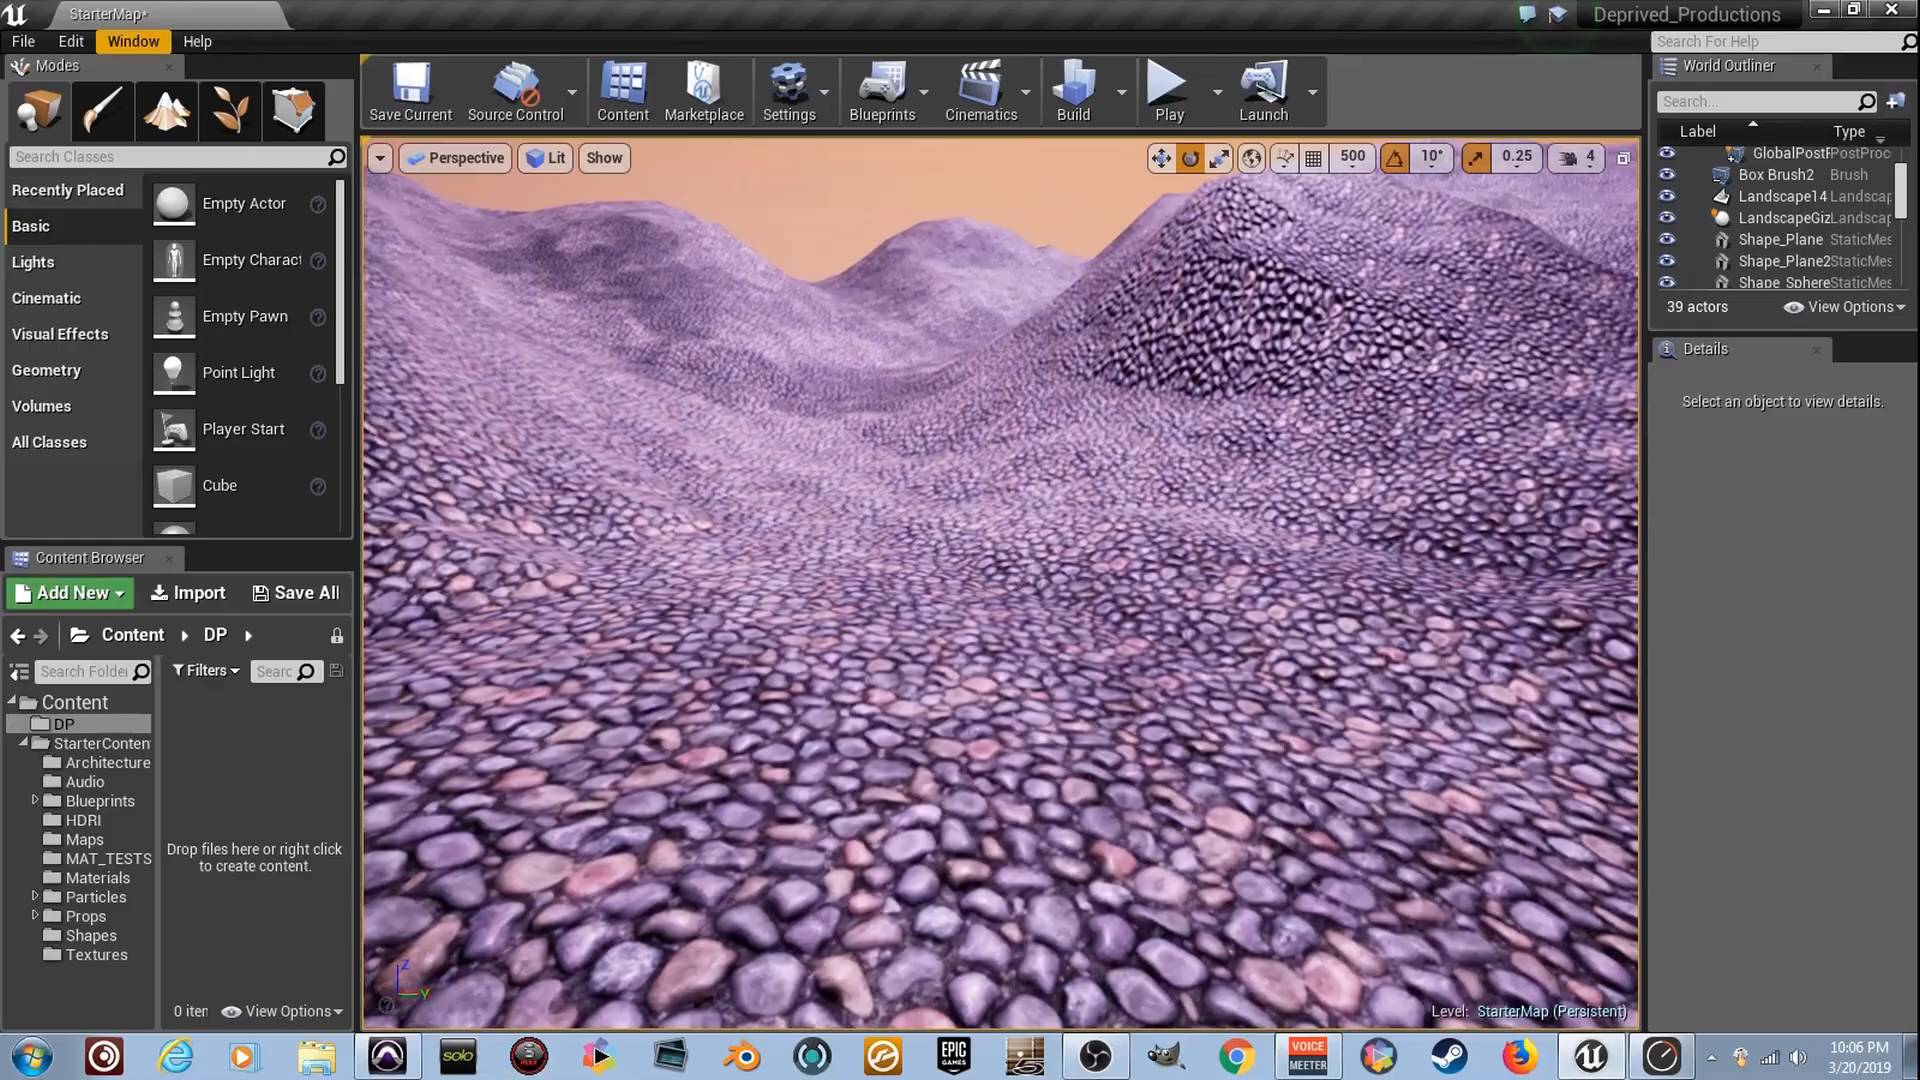 StarterMap*
Deprived_Productions
File Edit Window Help
Search For Help
Modes
Save Current
Source Control
Content
Marketplace
Settings
Blueprints
Cinematics
Build
Play
Launch
World Outliner
Search...
Label Type
Search Classes
Perspective
Lit
Show
500
10°
0.25
4
Recently Placed
Basic
Lights
Cinematic
Visual Effects
Geometry
Volumes
All Classes
Empty Actor
Empty Charact
Empty Pawn
Point Light
Player Start
Cube
GlobalPostF PostProc
Box Brush2 Brush
Landscape14 Landscap
LandscapeGiz Landscap
Shape_Plane StaticMes
Shape_Plane2 StaticMes
Shape_Sphere StaticMes
39 actors
View Options
Details
Select an object to view details.
Content Browser
Add New
Import
Save All
Content
DP
Search Folder
Filters
Searc
Content
DP
StarterConten
Architecture
Audio
Blueprints
HDRI
Maps
MAT_TESTS
Materials
Particles
Props
Shapes
Textures
Drop files here or right click
to create content.
0 iter
View Options
Z
Y
Level: StarterMap (Persistent)
solo
EPIC
GAMES
VOICE
MEETER
10:06 PM
3/20/2019